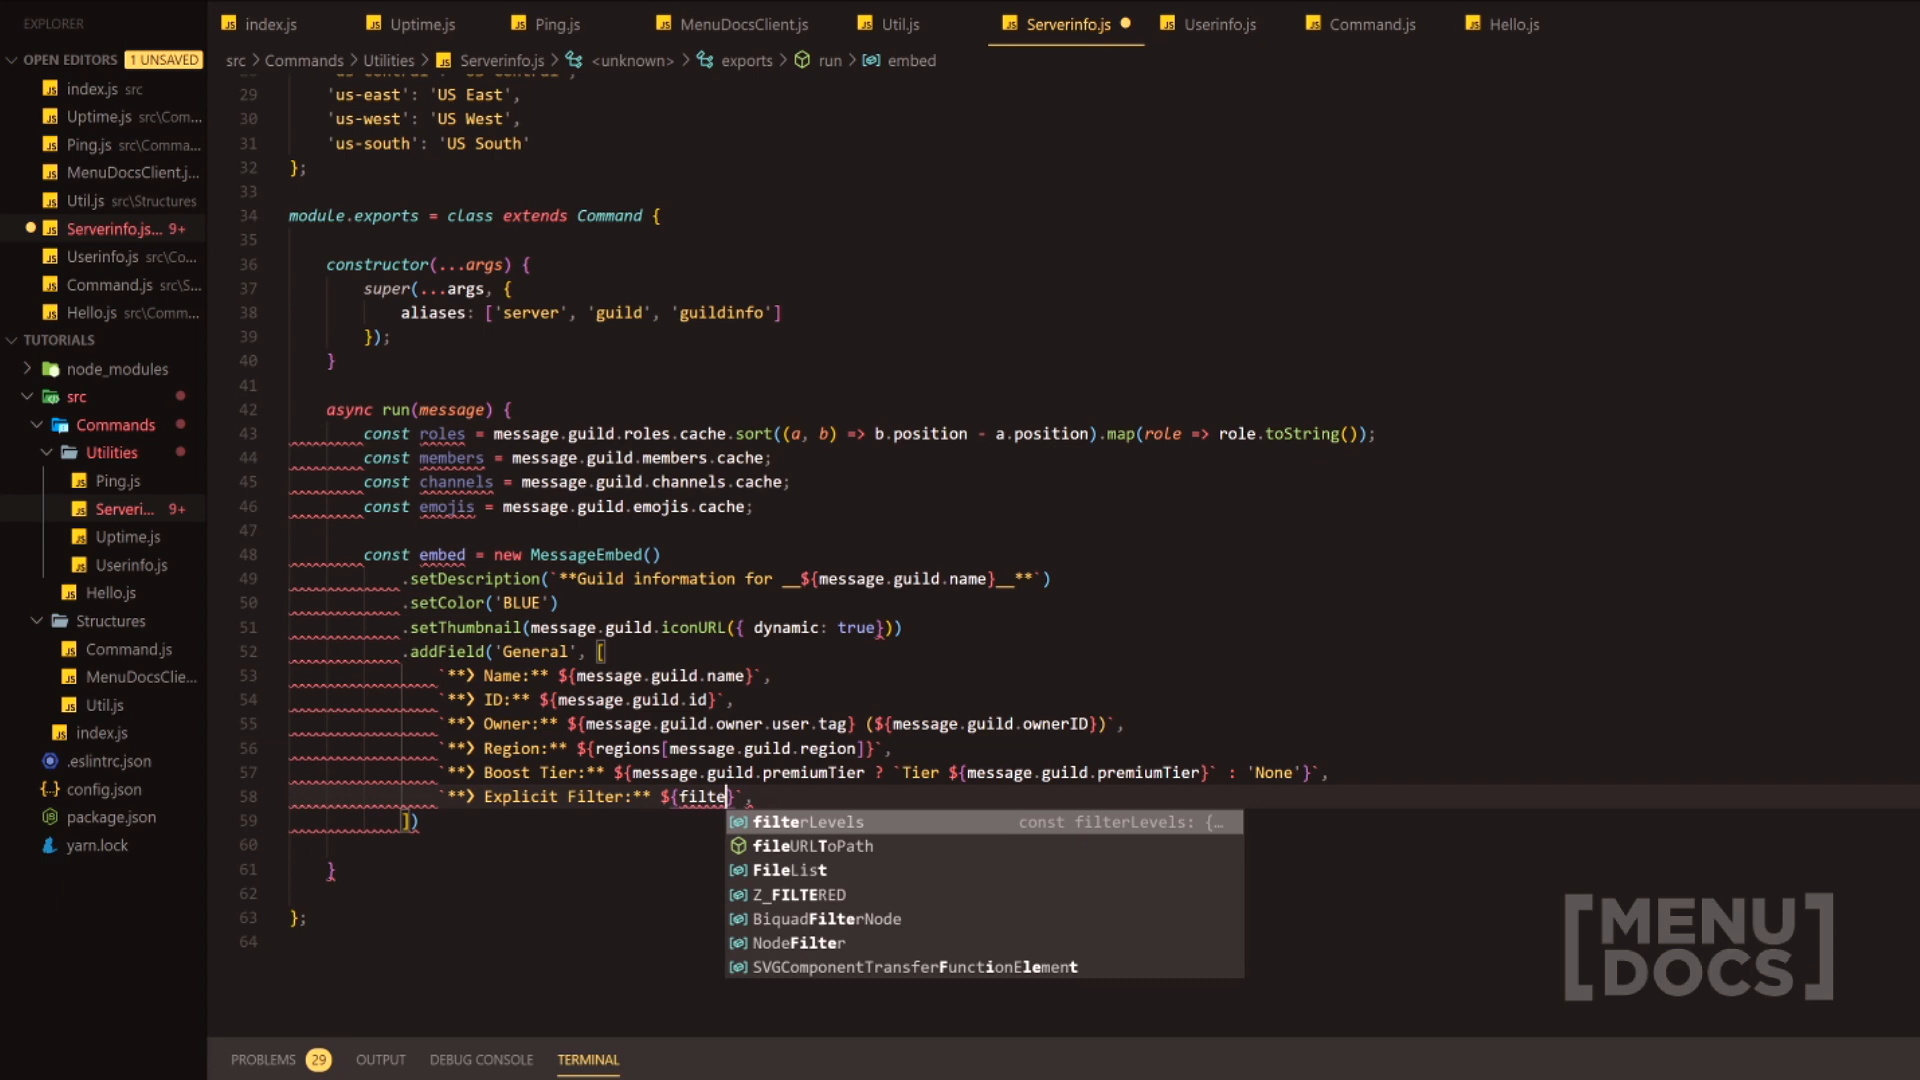 EXPLORER
OPEN EDITORS 1 UNSAVED
index.js src
Uptime.js src\Com...
Ping.js src\Comma...
MenuDocsClient.j...
Util.js src\Structures
Serverinfo.js... 9+
Userinfo.js src\Co...
Command.js src\S...
Hello.js src\Comm...
TUTORIALS
node_modules
src
Commands
Utilities
Ping.js
Serveri... 9+
Uptime.js
Userinfo.js
Hello.js
Structures
Command.js
MenuDocsClie...
Util.js
index.js
.eslintrc.json
config.json
package.json
yarn.lock
index.js Uptime.js Ping.js MenuDocsClient.js Util.js Serverinfo.js Userinfo.js Command.js Hello.js
src > Commands > Utilities > Serverinfo.js > <unknown> > exports > run > embed
29 'us-east': 'US East',
30 'us-west': 'US West',
31 'us-south': 'US South'
32 };
33
34 module.exports = class extends Command {
35
36 constructor(...args) {
37 super(...args, {
38 aliases: ['server', 'guild', 'guildinfo']
39 });
40 }
41
42 async run(message) {
43 const roles = message.guild.roles.cache.sort((a, b) => b.position - a.position).map(role => role.toString());
44 const members = message.guild.members.cache;
45 const channels = message.guild.channels.cache;
46 const emojis = message.guild.emojis.cache;
47
48 const embed = new MessageEmbed()
49 .setDescription(`**Guild information for __${message.guild.name}__**`)
50 .setColor('BLUE')
51 .setThumbnail(message.guild.iconURL({ dynamic: true}))
52 .addField('General', [
53 `**❯ Name:** ${message.guild.name}`,
54 `**❯ ID:** ${message.guild.id}`,
55 `**❯ Owner:** ${message.guild.owner.user.tag} (${message.guild.ownerID})`,
56 `**❯ Region:** ${regions[message.guild.region]}`,
57 `**❯ Boost Tier:** ${message.guild.premiumTier ? `Tier ${message.guild.premiumTier}` : 'None'}`,
58 `**❯ Explicit Filter:** ${filte}`,
59 ])
60
61 }
62
63 };
64
filterLevels const filterLevels: {...
fileURLToPath
FileList
Z_FILTERED
BiquadFilterNode
NodeFilter
SVGComponentTransferFunctionElement
[MENU
DOCS]
PROBLEMS 29 OUTPUT DEBUG CONSOLE TERMINAL